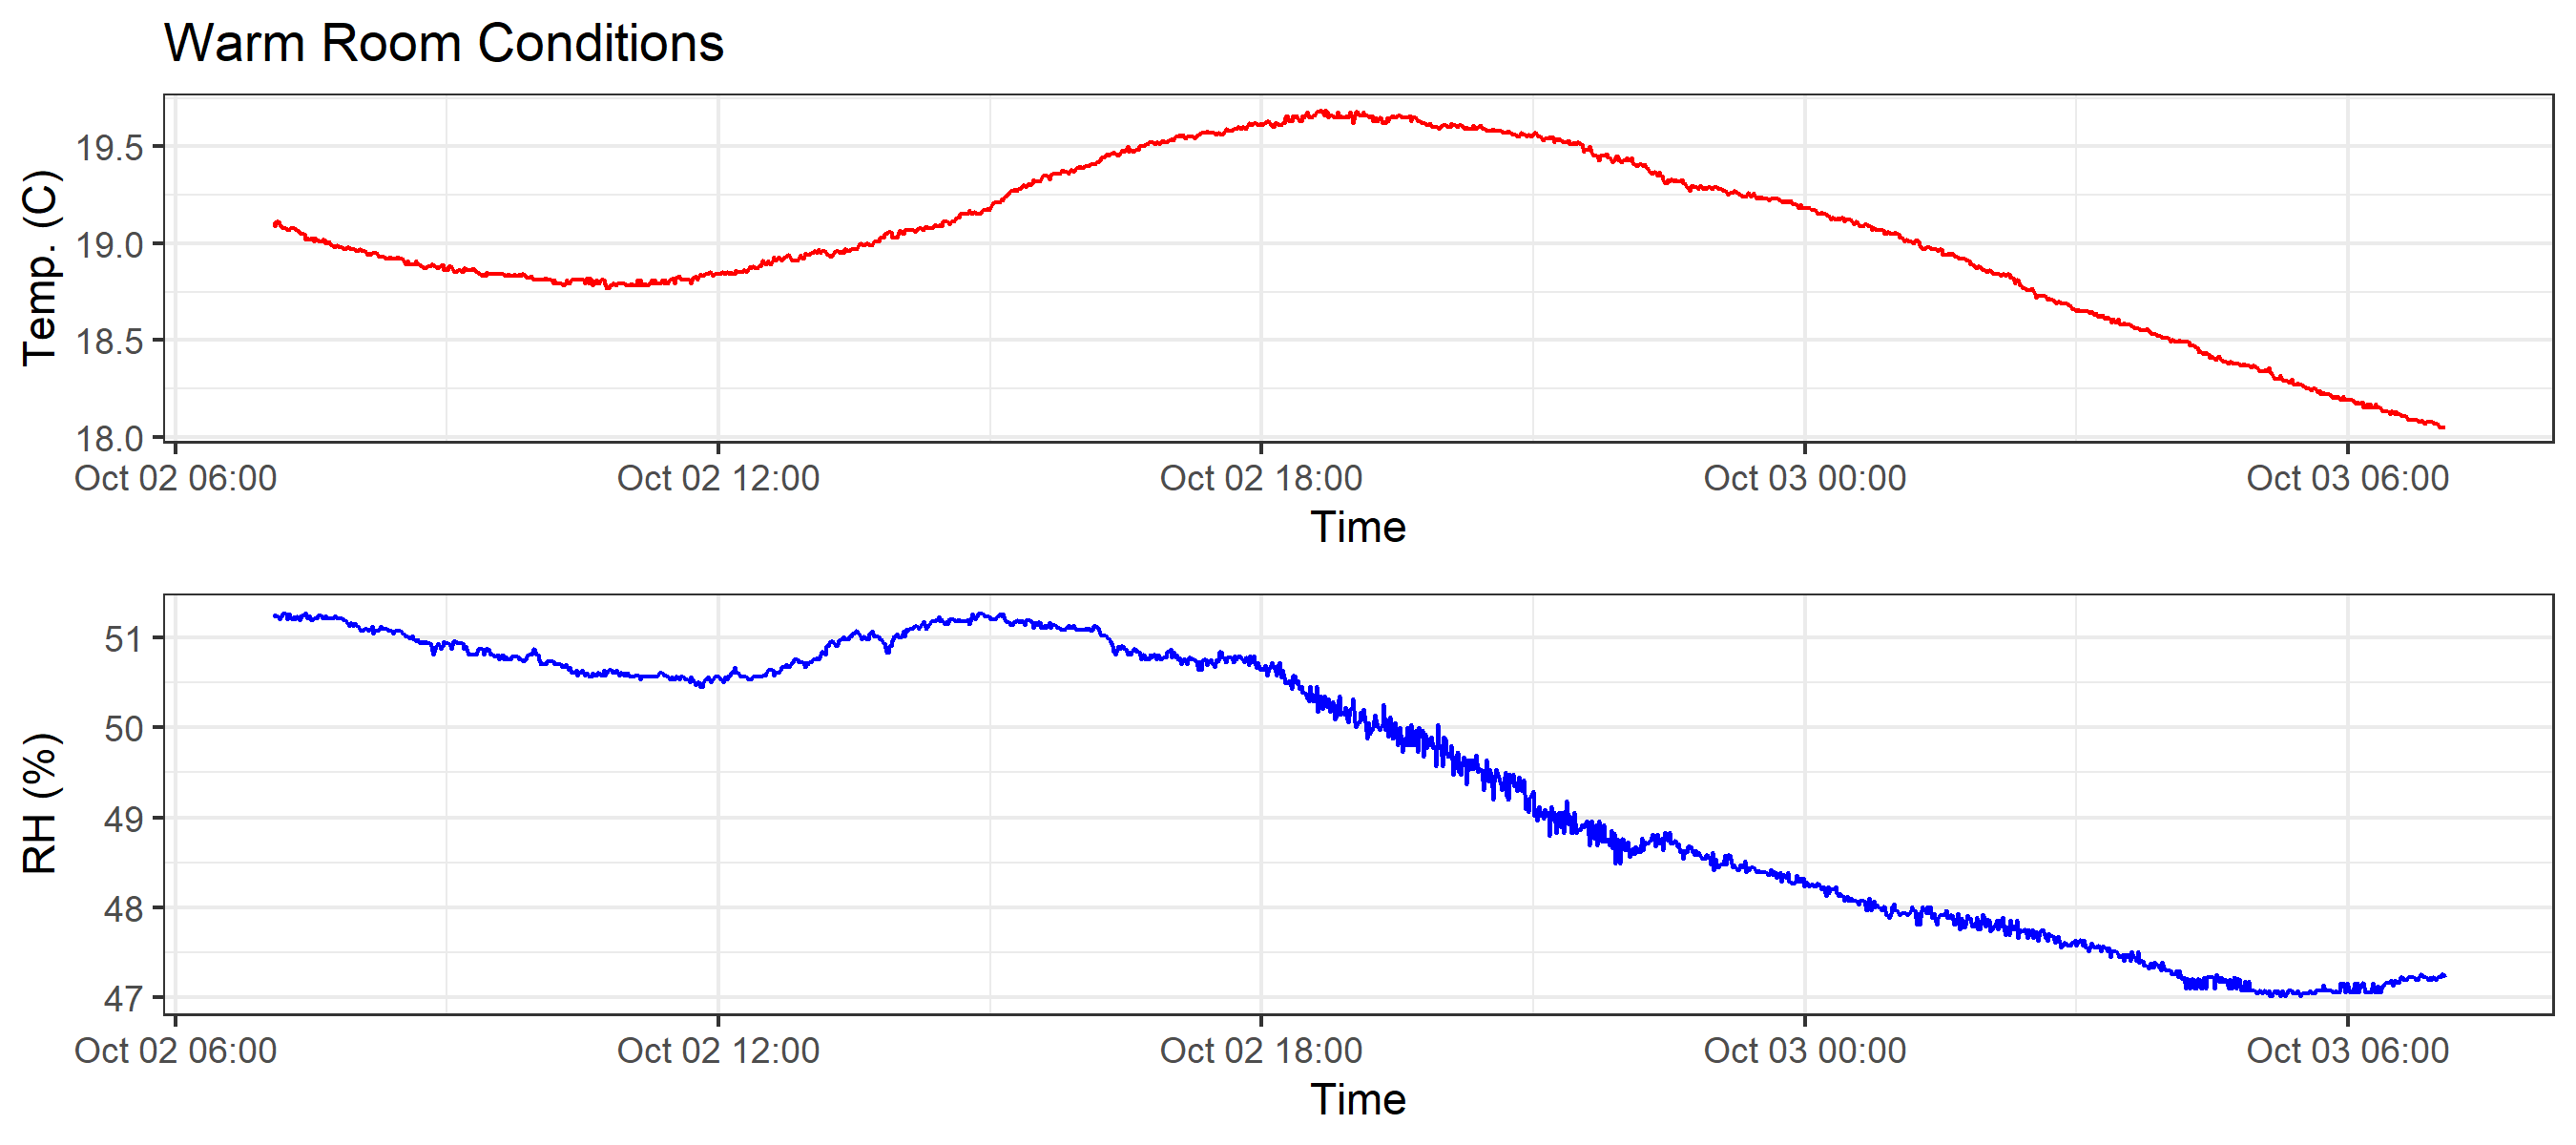 Warm Room Conditions
Temp. (C)
19.5
19.0
18.5
18.0
Oct 02 06:00 Oct 02 12:00 Oct 02 18:00 Oct 03 00:00 Oct 03 06:00
Time
RH (%)
51
50
49
48
47
Oct 02 06:00 Oct 02 12:00 Oct 02 18:00 Oct 03 00:00 Oct 03 06:00
Time